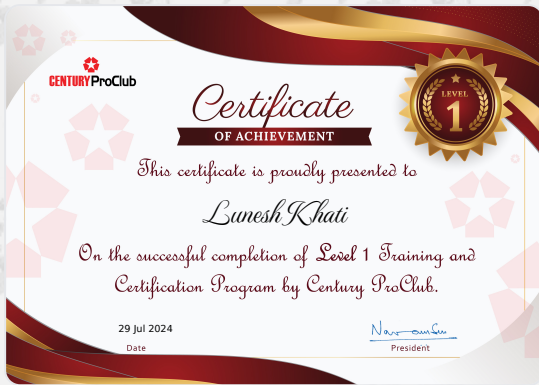 CENTURY ProClub
Certificate
OF ACHIEVEMENT
LEVEL
1
This certificate is proudly presented to
Lunesh Khati
On the successful completion of Level 1 Training and
Certification Program by Century ProClub.
29 Jul 2024
Date
President